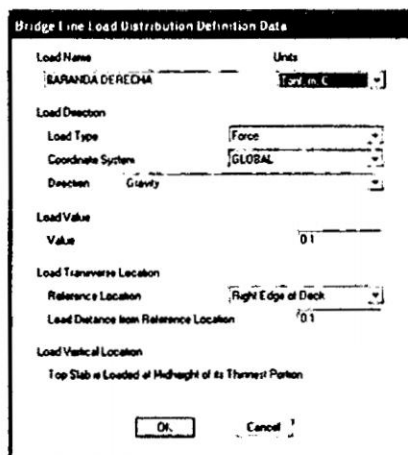 Bridge Line Load Distribution Definition Data
Load Name Units
BARANDA DERECHA Tonf, m, C
Load Direction
Load Type Force
Coordinate System GLOBAL
Direction Gravity
Load Value
Value 0.1
Load Transverse Location
Reference Location Right Edge of Deck
Load Distance from Reference Location 0.1
Load Vertical Location
Top Slab is Loaded at Midheight of its Thinnest Portion
OK Cancel